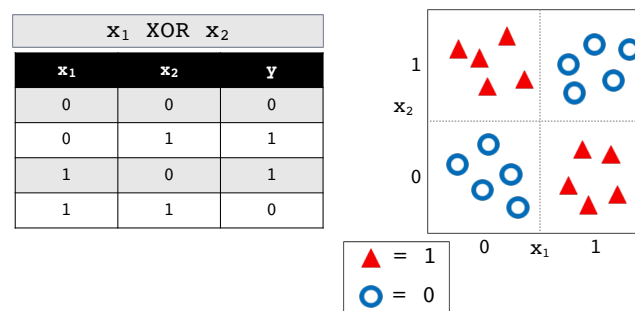 x₁ XOR x₂
x₁ x₂ y
0 0 0
0 1 1
1 0 1
1 1 0
1
x₂
0
0 x₁ 1
= 1
= 0